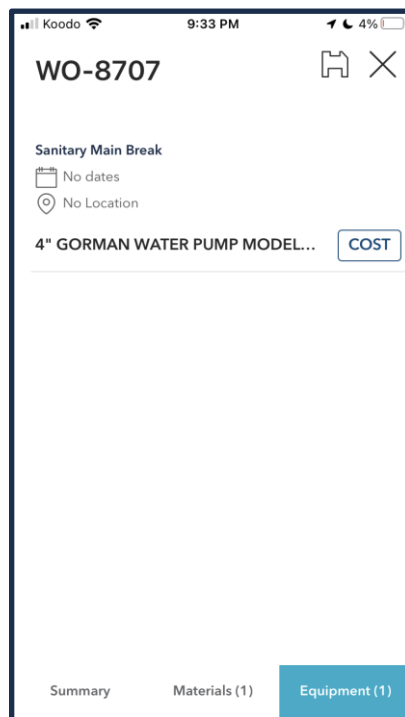 Koodo 9:33 PM 4%
WO-8707
Sanitary Main Break
No dates
No Location
4" GORMAN WATER PUMP MODEL... COST
Summary Materials (1) Equipment (1)